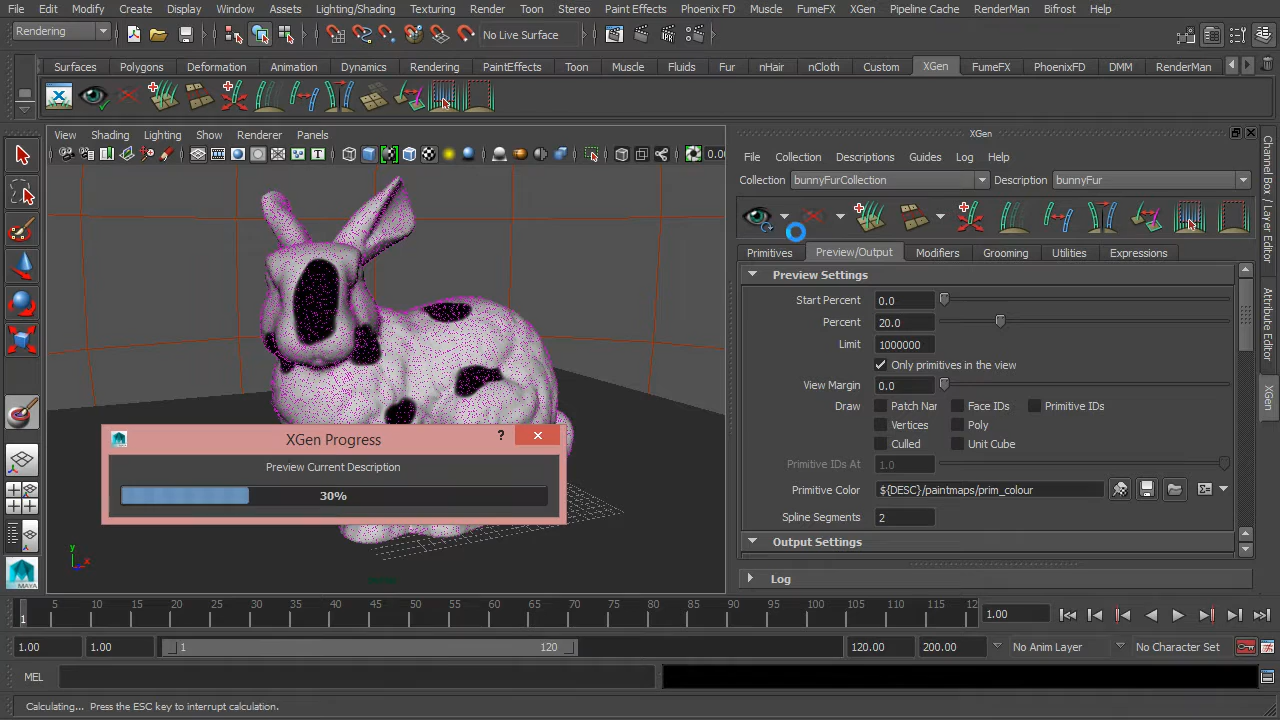 File Edit Modify Create Display Window Assets Lighting/Shading Texturing Render Toon Stereo Paint Effects Phoenix FD Muscle FumeFX XGen Pipeline Cache RenderMan Bifrost Help
Rendering No Live Surface
Surfaces Polygons Deformation Animation Dynamics Rendering PaintEffects Toon Muscle Fluids Fur nHair nCloth Custom XGen FumeFX PhoenixFD DMM RenderMan
View Shading Lighting Show Renderer Panels
0.00
XGen
File Collection Descriptions Guides Log Help
Collection bunnyFurCollection Description bunnyFur
Primitives Preview/Output Modifiers Grooming Utilities Expressions
Preview Settings
Start Percent 0.0
Percent 20.0
Limit 1000000
Only primitives in the view
View Margin 0.0
Draw Patch Nar Face IDs Primitive IDs
Vertices Poly
Culled Unit Cube
Primitive IDs At 1.0
Primitive Color ${DESC}/paintmaps/prim_colour
Spline Segments 2
Output Settings
Log
Channel Box / Layer Editor
Attribute Editor
XGen
XGen Progress ?
Preview Current Description
30%
y
x
MAYA
5 10 15 20 25 30 35 40 45 50 55 60 65 70 75 80 85 90 95 100 105 110 115 12
1
1.00
1.00 1.00 1 120 120.00 200.00 No Anim Layer No Character Set
MEL
Calculating... Press the ESC key to interrupt calculation.